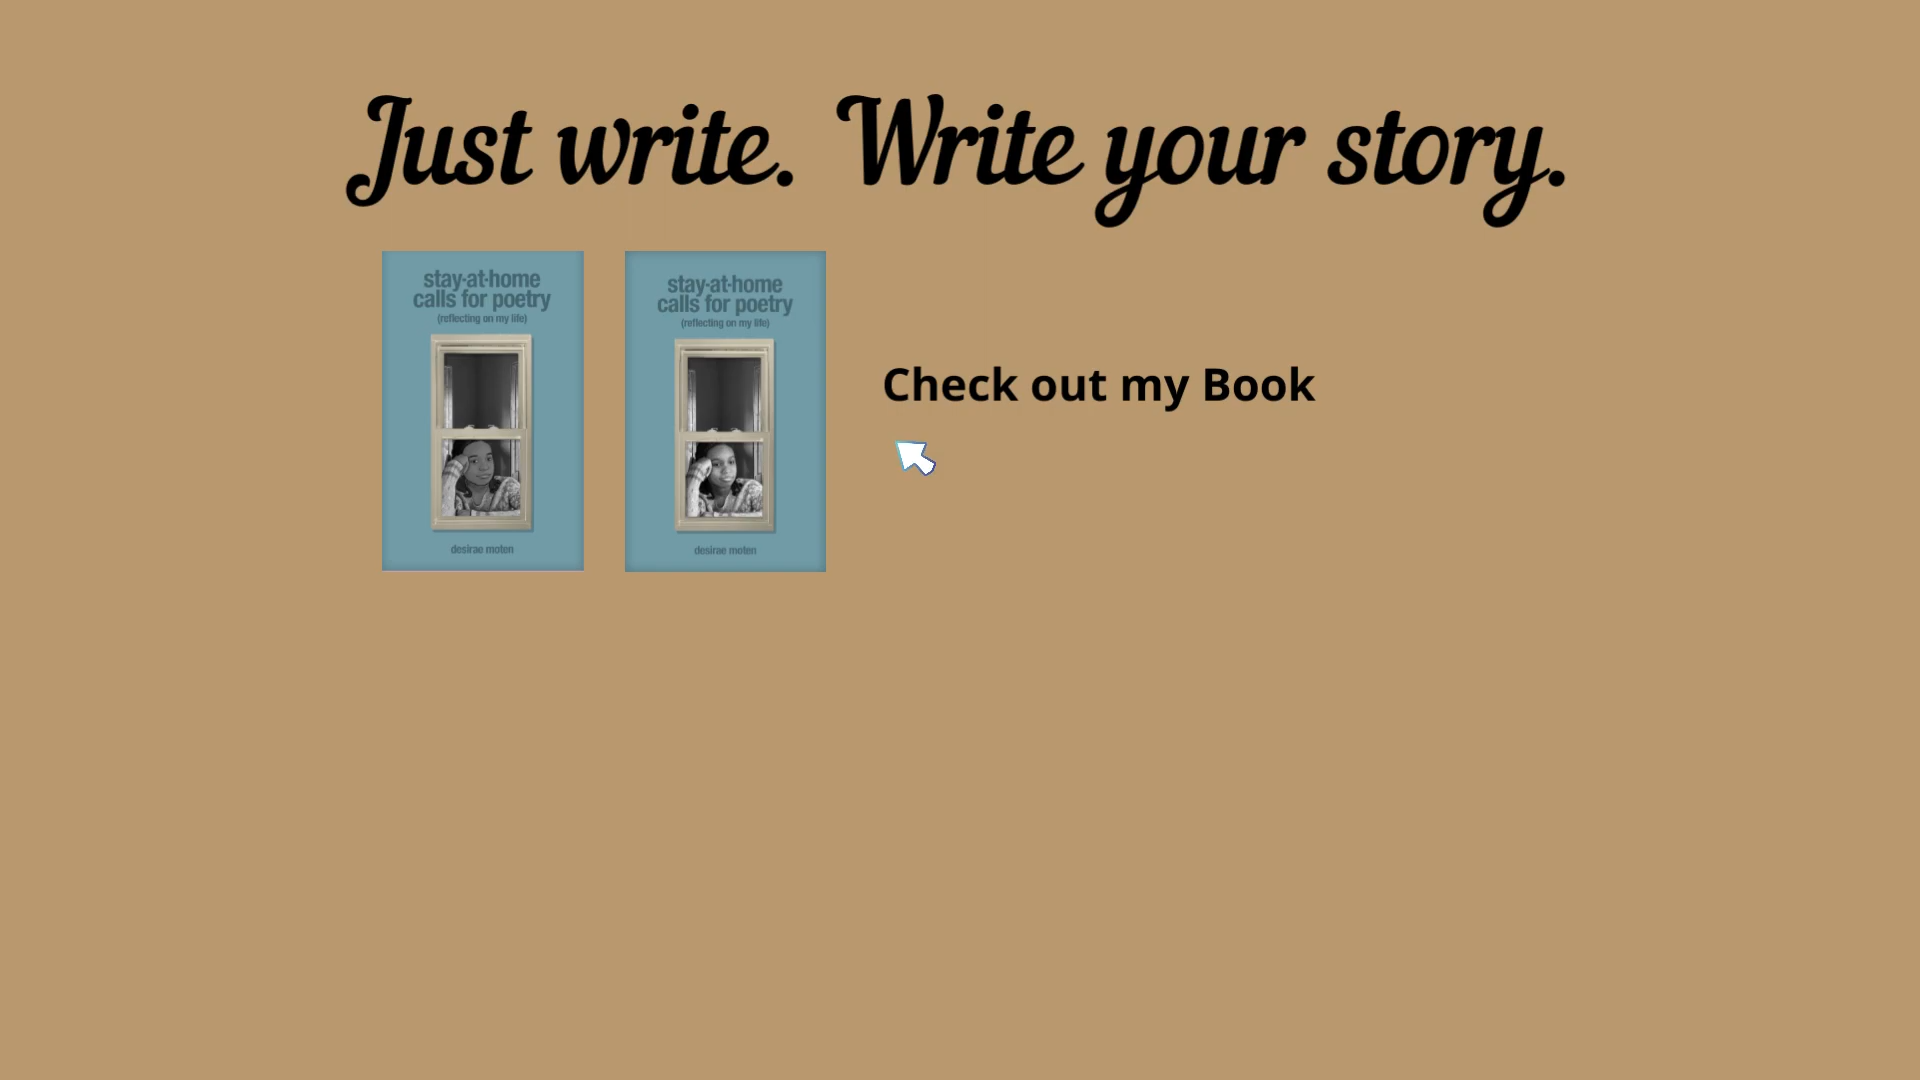 Just write. Write your story.
stay-at-home
calls for poetry
(reflecting on my life)
desirae moten
stay-at-home
calls for poetry
(reflecting on my life)
desirae moten
Check out my Book